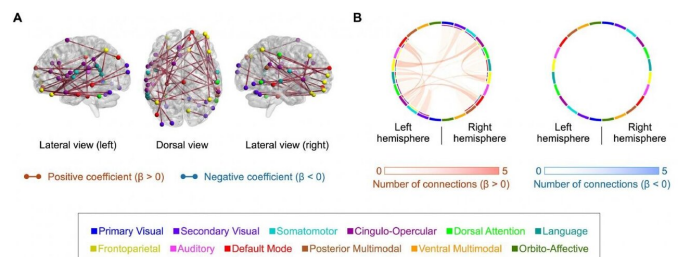 A
B
Lateral view (left)
Dorsal view
Lateral view (right)
Positive coefficient (β > 0)
Negative coefficient (β < 0)
Left hemisphere
Right hemisphere
Left hemisphere
Right hemisphere
0
5
Number of connections (β > 0)
0
5
Number of connections (β < 0)
Primary Visual
Secondary Visual
Somatomotor
Cingulo-Opercular
Dorsal Attention
Language
Frontoparietal
Auditory
Default Mode
Posterior Multimodal
Ventral Multimodal
Orbito-Affective